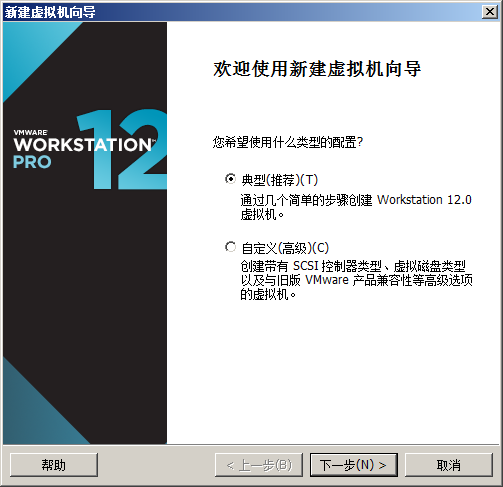 新建虚拟机向导
欢迎使用新建虚拟机向导
VMWARE
WORKSTATION™
PRO
12
您希望使用什么类型的配置?
典型(推荐)(T)
通过几个简单的步骤创建 Workstation 12.0
虚拟机。
自定义(高级)(C)
创建带有 SCSI 控制器类型、虚拟磁盘类型
以及与旧版 VMware 产品兼容性等高级选项
的虚拟机。
帮助
< 上一步(B)
下一步(N) >
取消